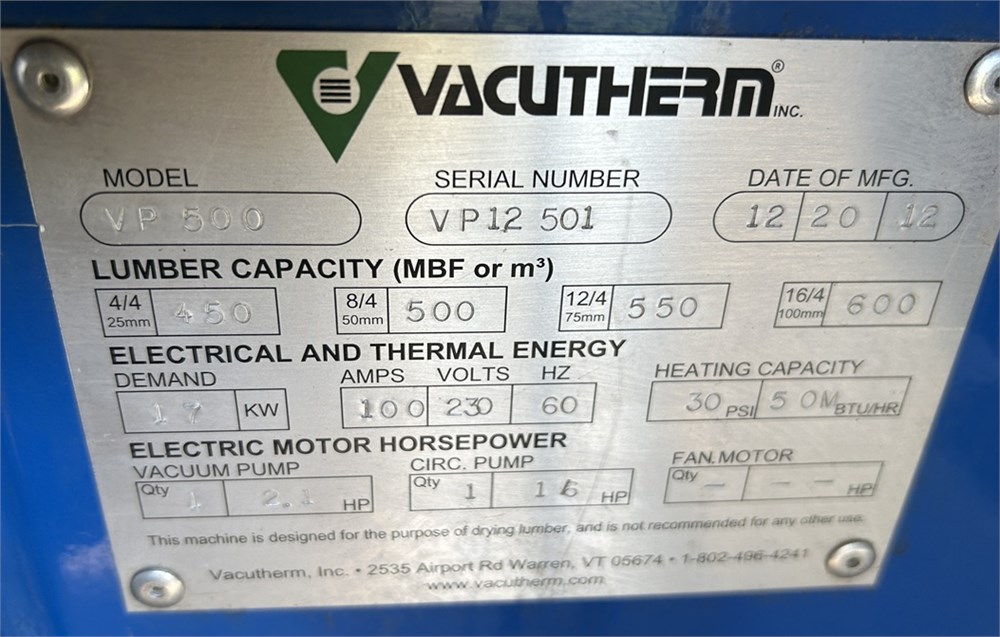 VACUTHERM® INC.
MODEL SERIAL NUMBER DATE OF MFG.
VP 500 VP12 501 12 20 12
LUMBER CAPACITY (MBF or m³)
4/4 25mm 450 8/4 50mm 500 12/4 75mm 550 16/4 100mm 600
ELECTRICAL AND THERMAL ENERGY
DEMAND AMPS VOLTS HZ HEATING CAPACITY
17 KW 100 230 60 30 PSI 50M BTU/HR
ELECTRIC MOTOR HORSEPOWER
VACUUM PUMP CIRC. PUMP FAN MOTOR
Qty 1 2.1 HP Qty 1 16 HP Qty – – – HP
This machine is designed for the purpose of drying lumber, and is not recommended for any other use.
Vacutherm, Inc. • 2535 Airport Rd Warren, VT 05674 • 1-802-496-4241
www.vacutherm.com